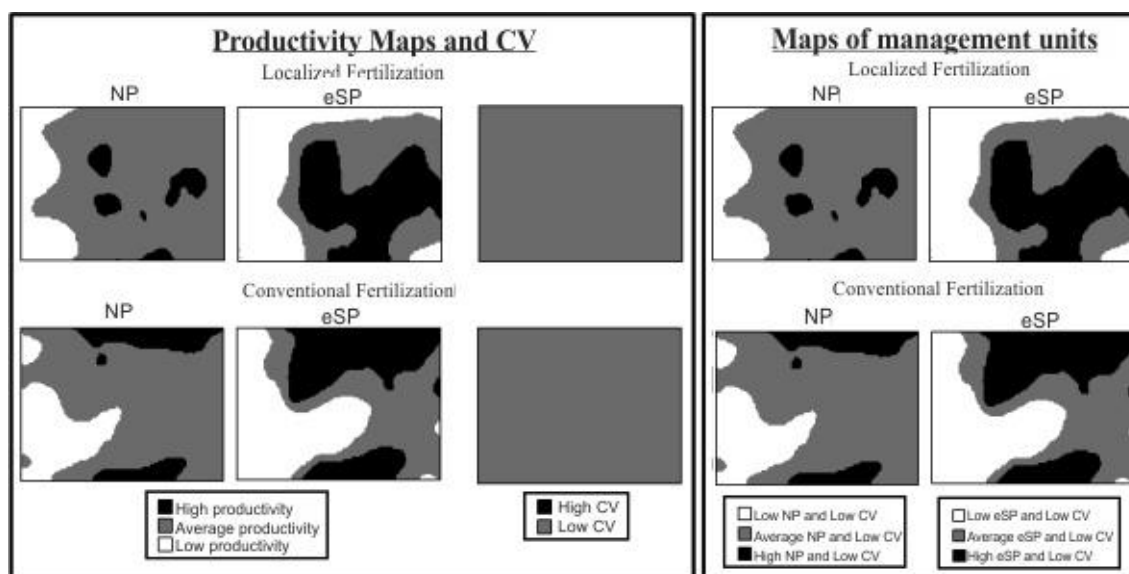 Productivity Maps and CV
Localized Fertilization
NP eSP
Conventional Fertilization
NP eSP
High productivity
Average productivity
Low productivity
High CV
Low CV
Maps of management units
Localized Fertilization
NP eSP
Conventional Fertilization
NP eSP
Low NP and Low CV
Average NP and Low CV
High NP and Low CV
Low eSP and Low CV
Average eSP and Low CV
High eSP and Low CV